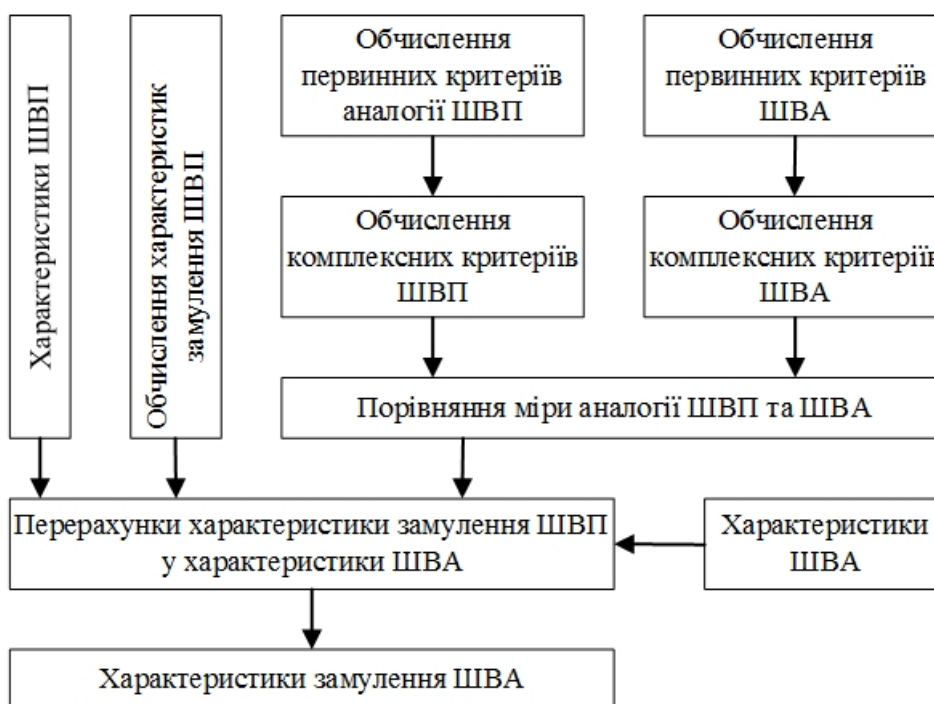 Характеристики ШВП
Обчислення характеристик
замулення ШВП
Обчислення
первинних критеріїв
аналогії ШВП
Обчислення
первинних критеріїв
ШВА
Обчислення
комплексних критеріїв
ШВП
Обчислення
комплексних критеріїв
ШВА
Порівняння міри аналогії ШВП та ШВА
Перерахунки характеристики замулення ШВП
у характеристики ШВА
Характеристики
ШВА
Характеристики замулення ШВА